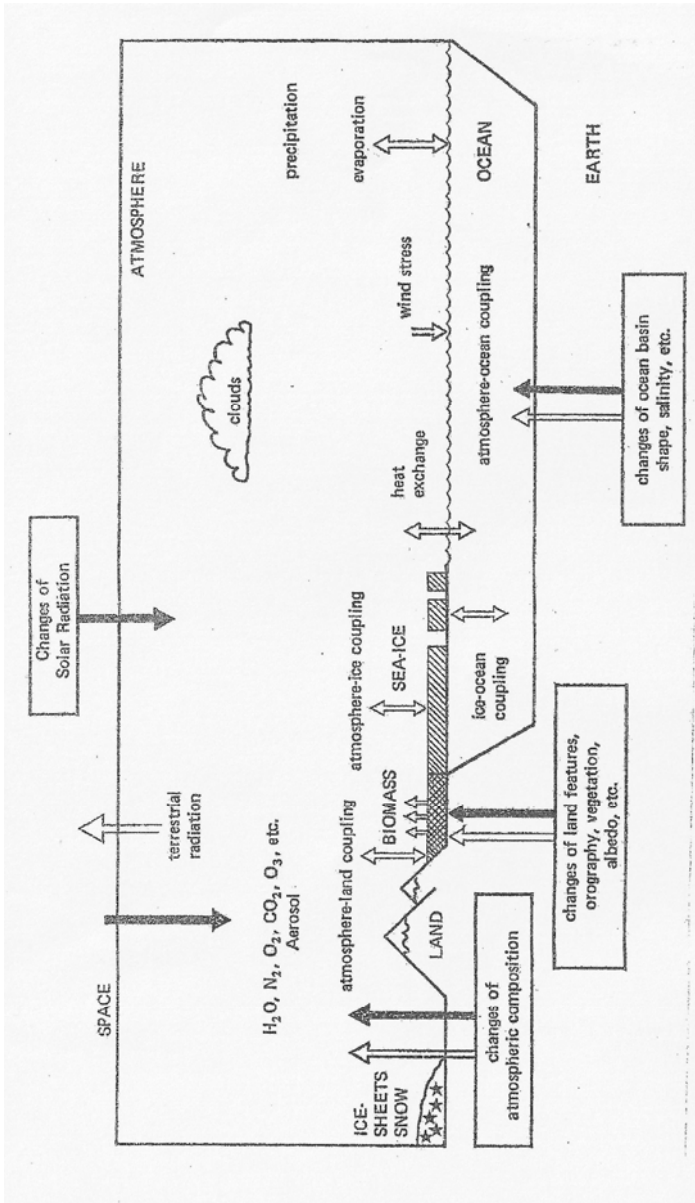 Changes of
Solar Radiation
SPACE
ATMOSPHERE
terrestrial
radiation
clouds
H₂O, N₂, O₂, CO₂, O₃, etc.
Aerosol
precipitation
evaporation
heat
exchange
wind stress
atmosphere-land coupling
atmosphere-ice coupling
ICE-
SHEETS
SNOW
LAND
BIOMASS
SEA-ICE
ice-ocean
coupling
atmosphere-ocean coupling
OCEAN
EARTH
changes of
atmospheric composition
changes of land features,
orography, vegetation,
albedo, etc.
changes of ocean basin
shape, salinity, etc.